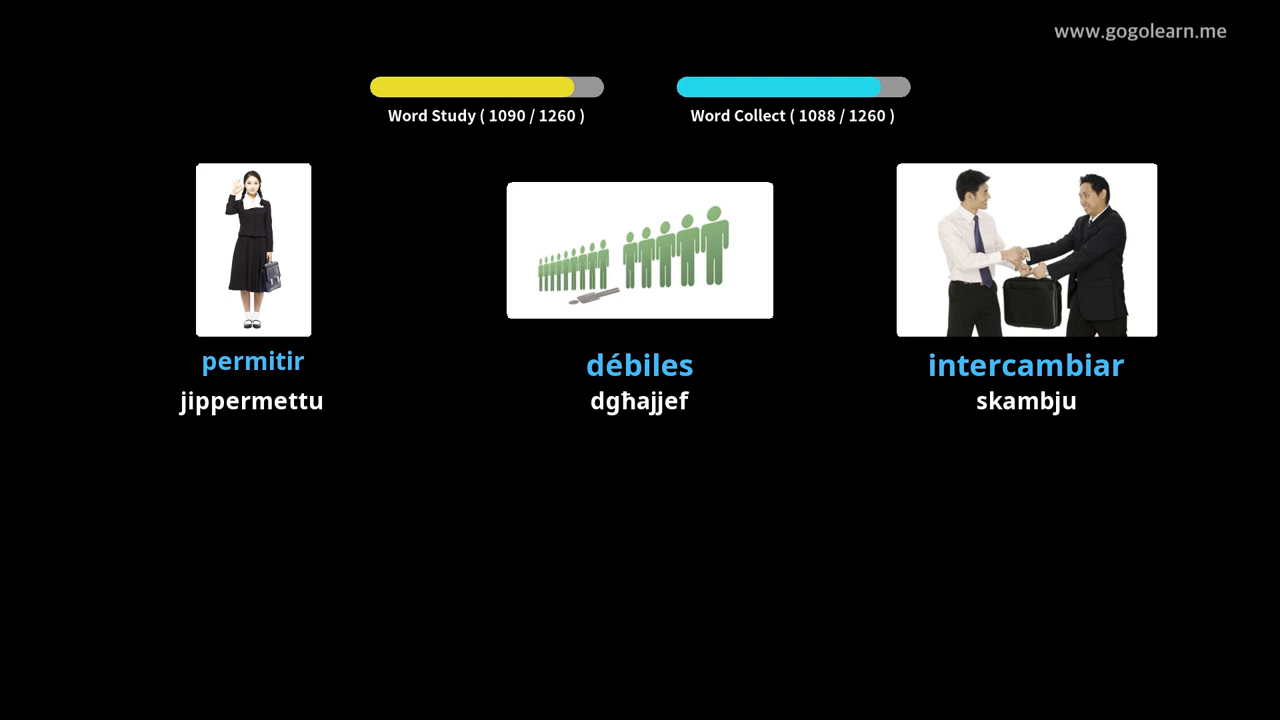 www.gogolearn.me
Word Study ( 1090 / 1260 )
Word Collect ( 1088 / 1260 )
permitir
jippermettu
débiles
dgħajjef
intercambiar
skambju